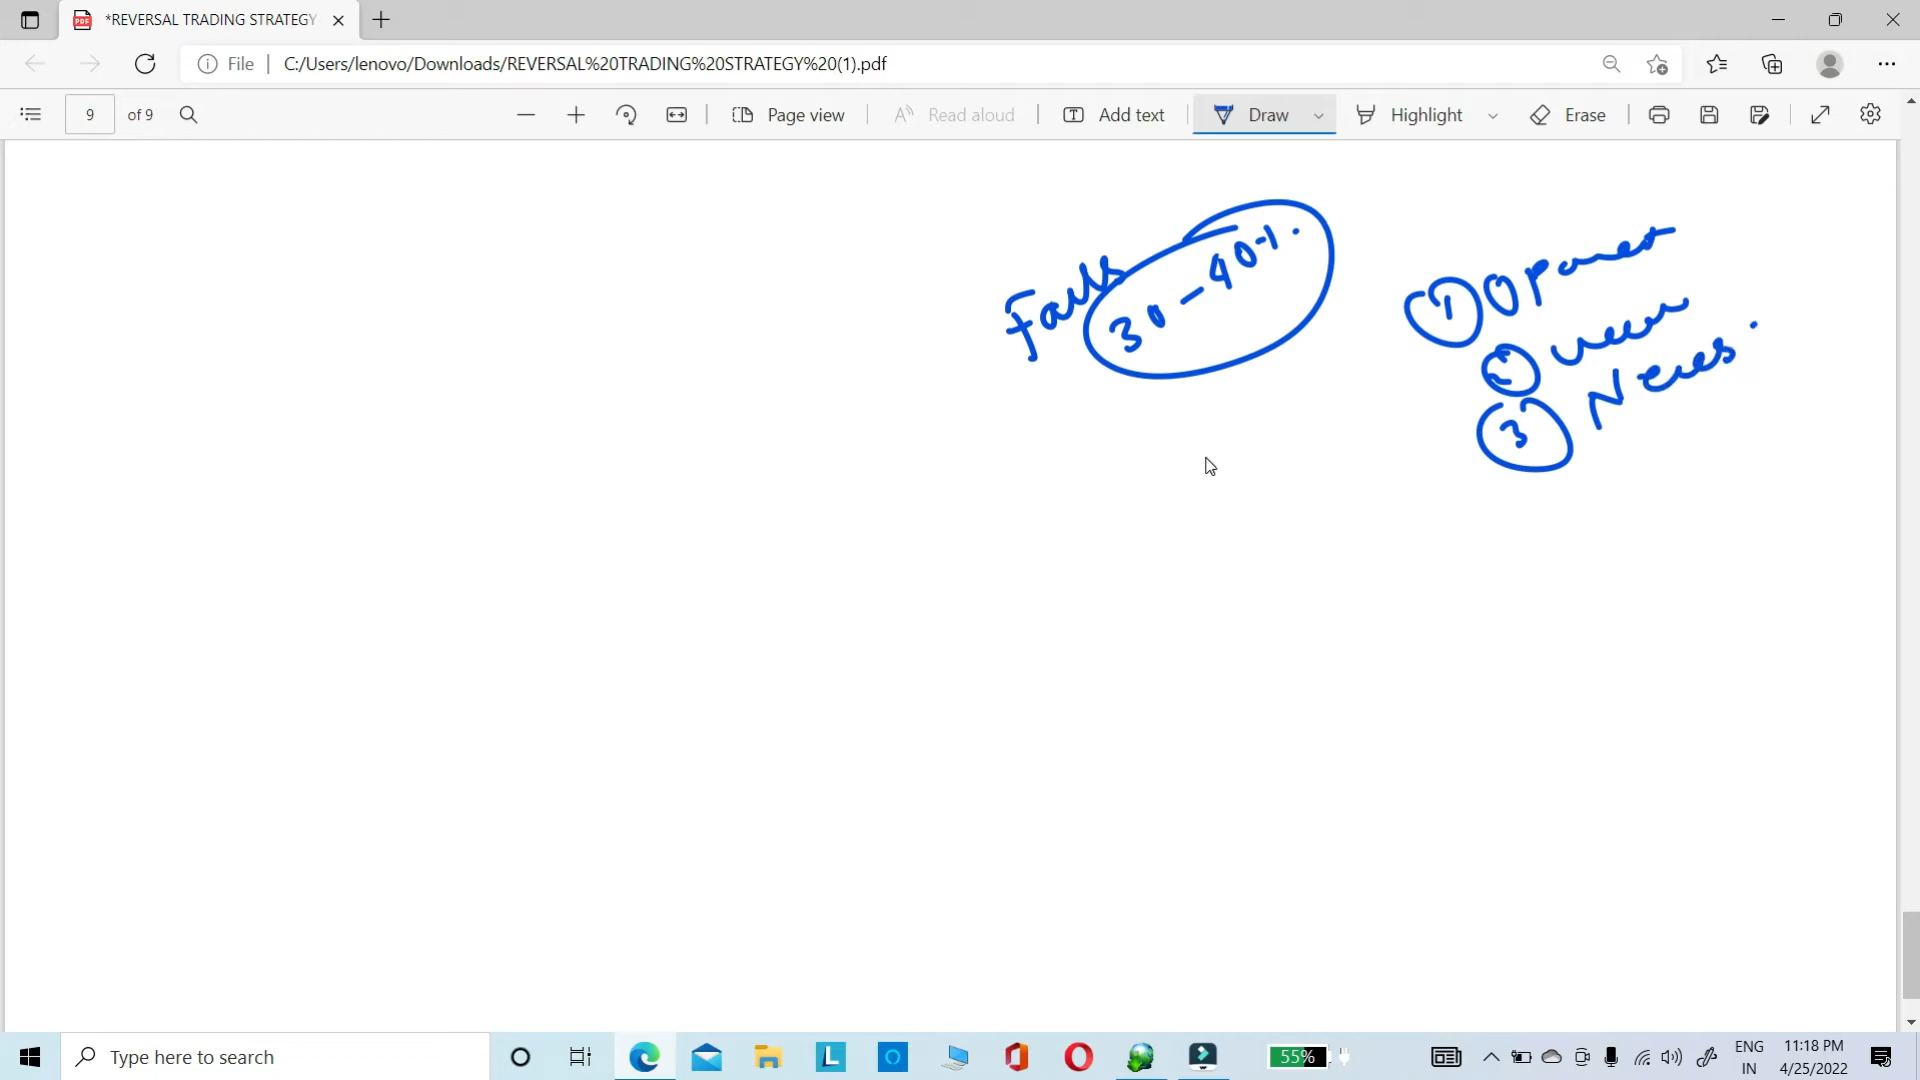 *REVERSAL TRADING STRATEGY
File
C:/Users/lenovo/Downloads/REVERSAL%20TRADING%20STRATEGY%20(1).pdf
9 of 9
Page view
Read aloud
Add text
Draw
Highlight
Erase
Falls 30-40%.
1
2
3 News.
Type here to search
55%
ENG
IN
11:18 PM
4/25/2022